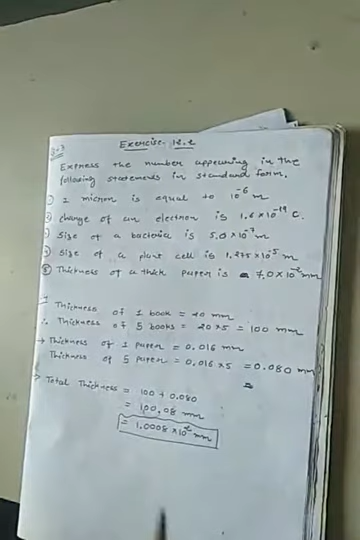 Exercise 12.2
Q.3
Express the number appearing in the
following statements in standard form.
① 1 micron is equal to 10⁻⁶ m
② charge of an electron is 1.6×10⁻¹⁹ C.
③ Size of a bacteria is 5.0×10⁻⁷ m
④ Size of a plant cell is 1.275×10⁻⁵ m
⑤ Thickness of a thick paper is 7.0×10⁻² mm
Thickness of 1 book = 20 mm
∴ Thickness of 5 books = 20×5 = 100 mm
→ Thickness of 1 paper = 0.016 mm
Thickness of 5 paper = 0.016×5 = 0.080 mm
→ Total Thickness = 100 + 0.080
= 100.08 mm
= 1.0008×10² mm